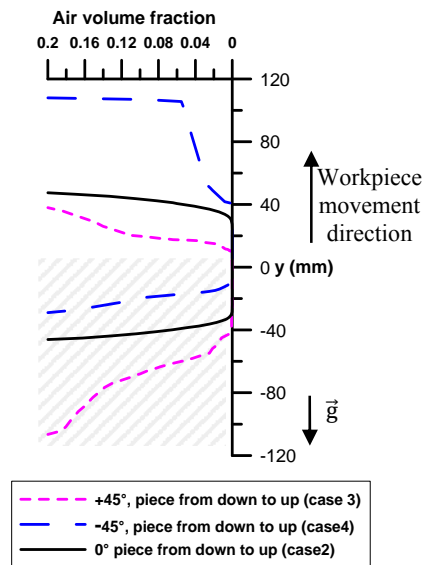 Air volume fraction
0.2 0.16 0.12 0.08 0.04 0
120
80
Workpiece
movement
direction
40
0 y (mm)
-40
-80
g
-120
+45°, piece from down to up (case 3)
-45°, piece from down to up (case4)
0° piece from down to up (case2)